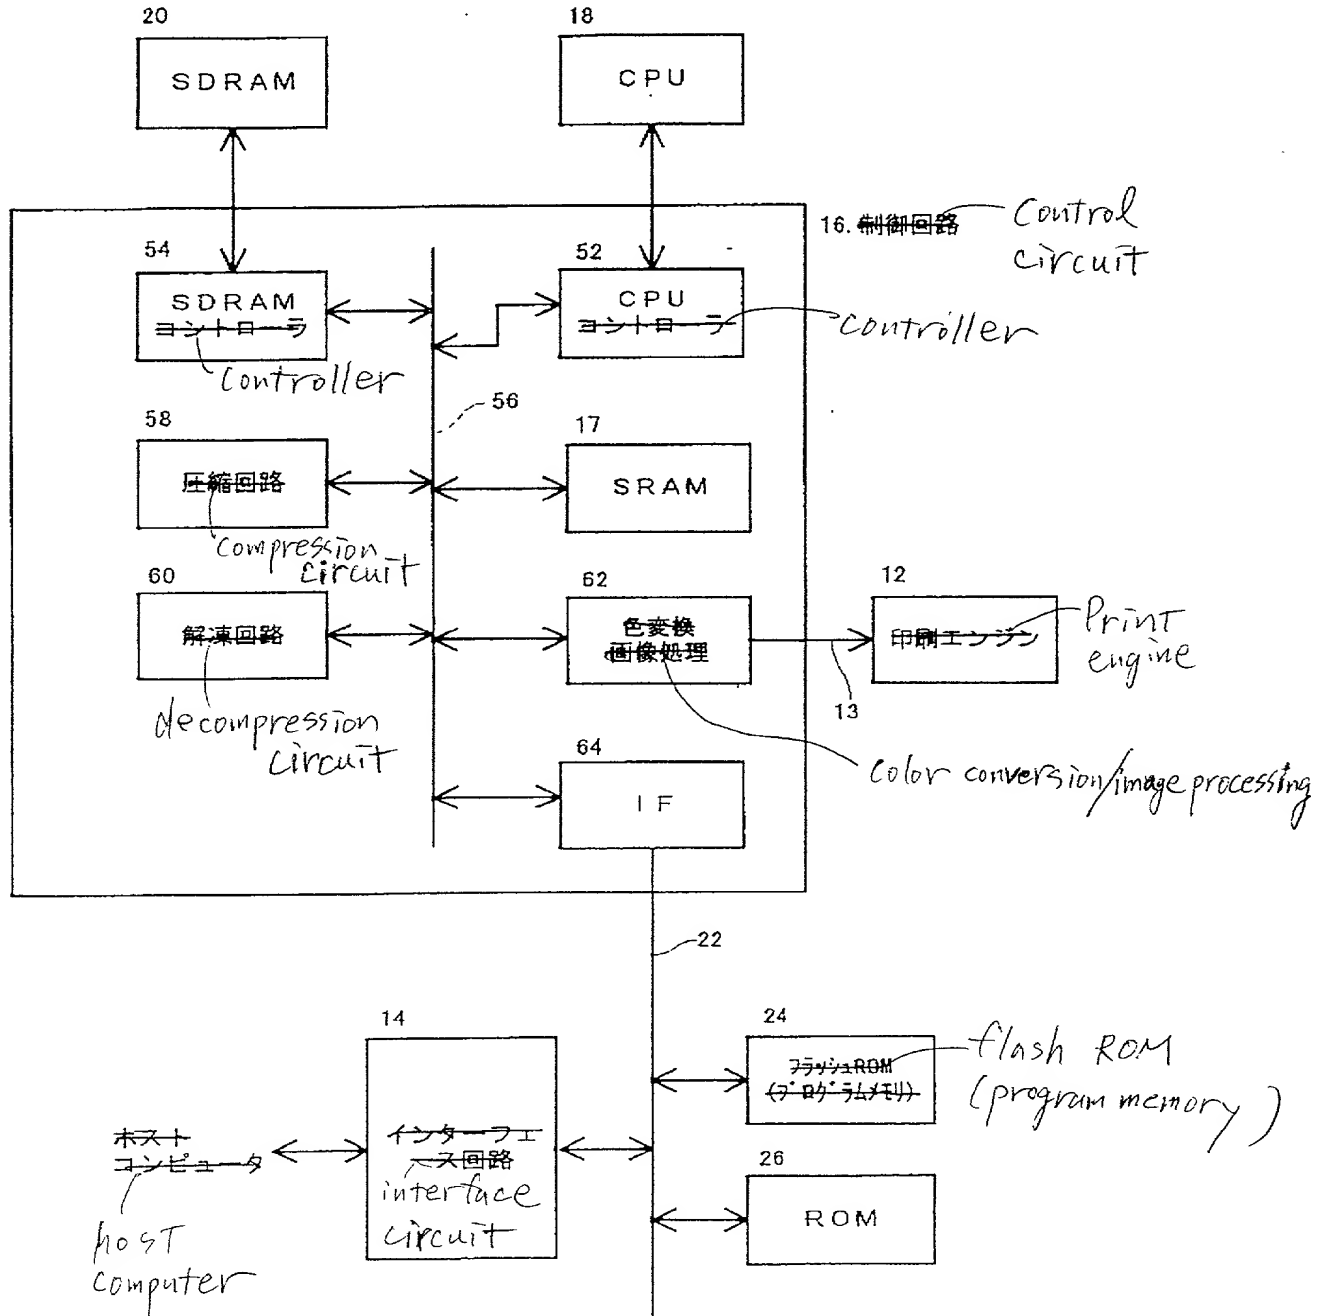 20
SDRAM
18
CPU
16. 制御回路
Control
circuit
54
SDRAM
コントローラ
Controller
52
CPU
コントローラ
Controller
56
58
圧縮回路
Compression
circuit
17
SRAM
60
解凍回路
decompression
circuit
62
色変換
画像処理
color conversion/image processing
12
印刷エンジン
Print
engine
13
64
IF
22
14
インターフェ
ース回路
interface
circuit
ホスト
コンピュータ
host
computer
24
フラッシュROM
(プログラムメモリ)
flash ROM
(program memory)
26
ROM